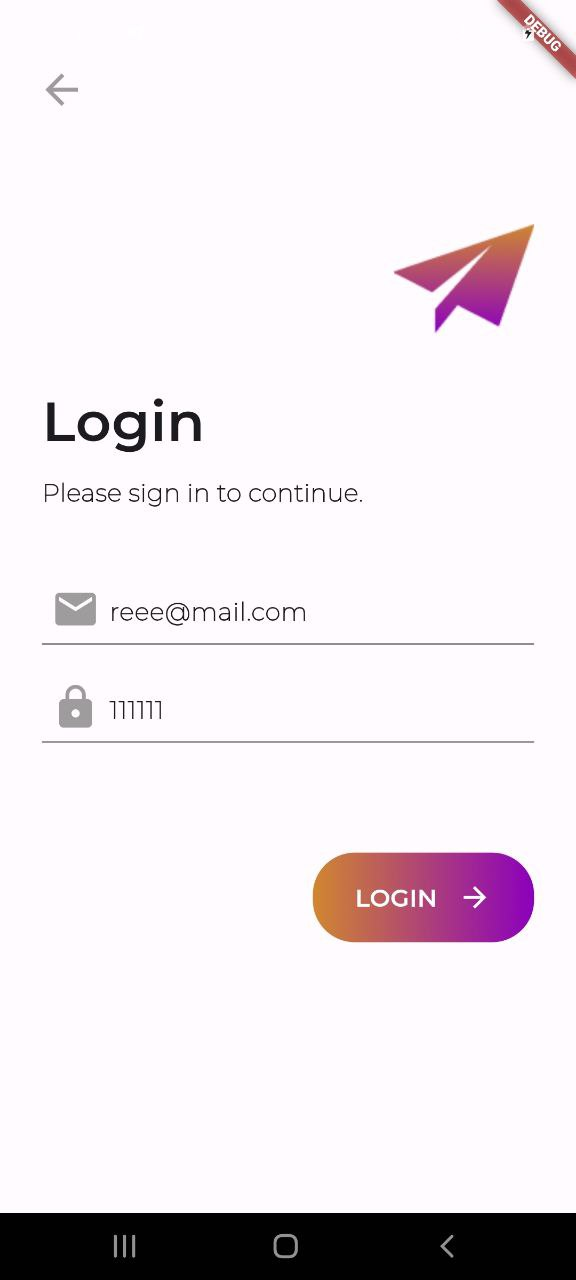 DEBUG
Login
Please sign in to continue.
reee@mail.com
111111
LOGIN